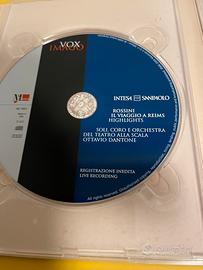 VOX
IMAGO
INTESA SANPAOLO
ROSSINI
IL VIAGGIO A REIMS
HIGHLIGHTS
SOLI, CORO E ORCHESTRA
DEL TEATRO ALLA SCALA
OTTAVIO DANTONE
REGISTRAZIONE INEDITA
LIVE RECORDING